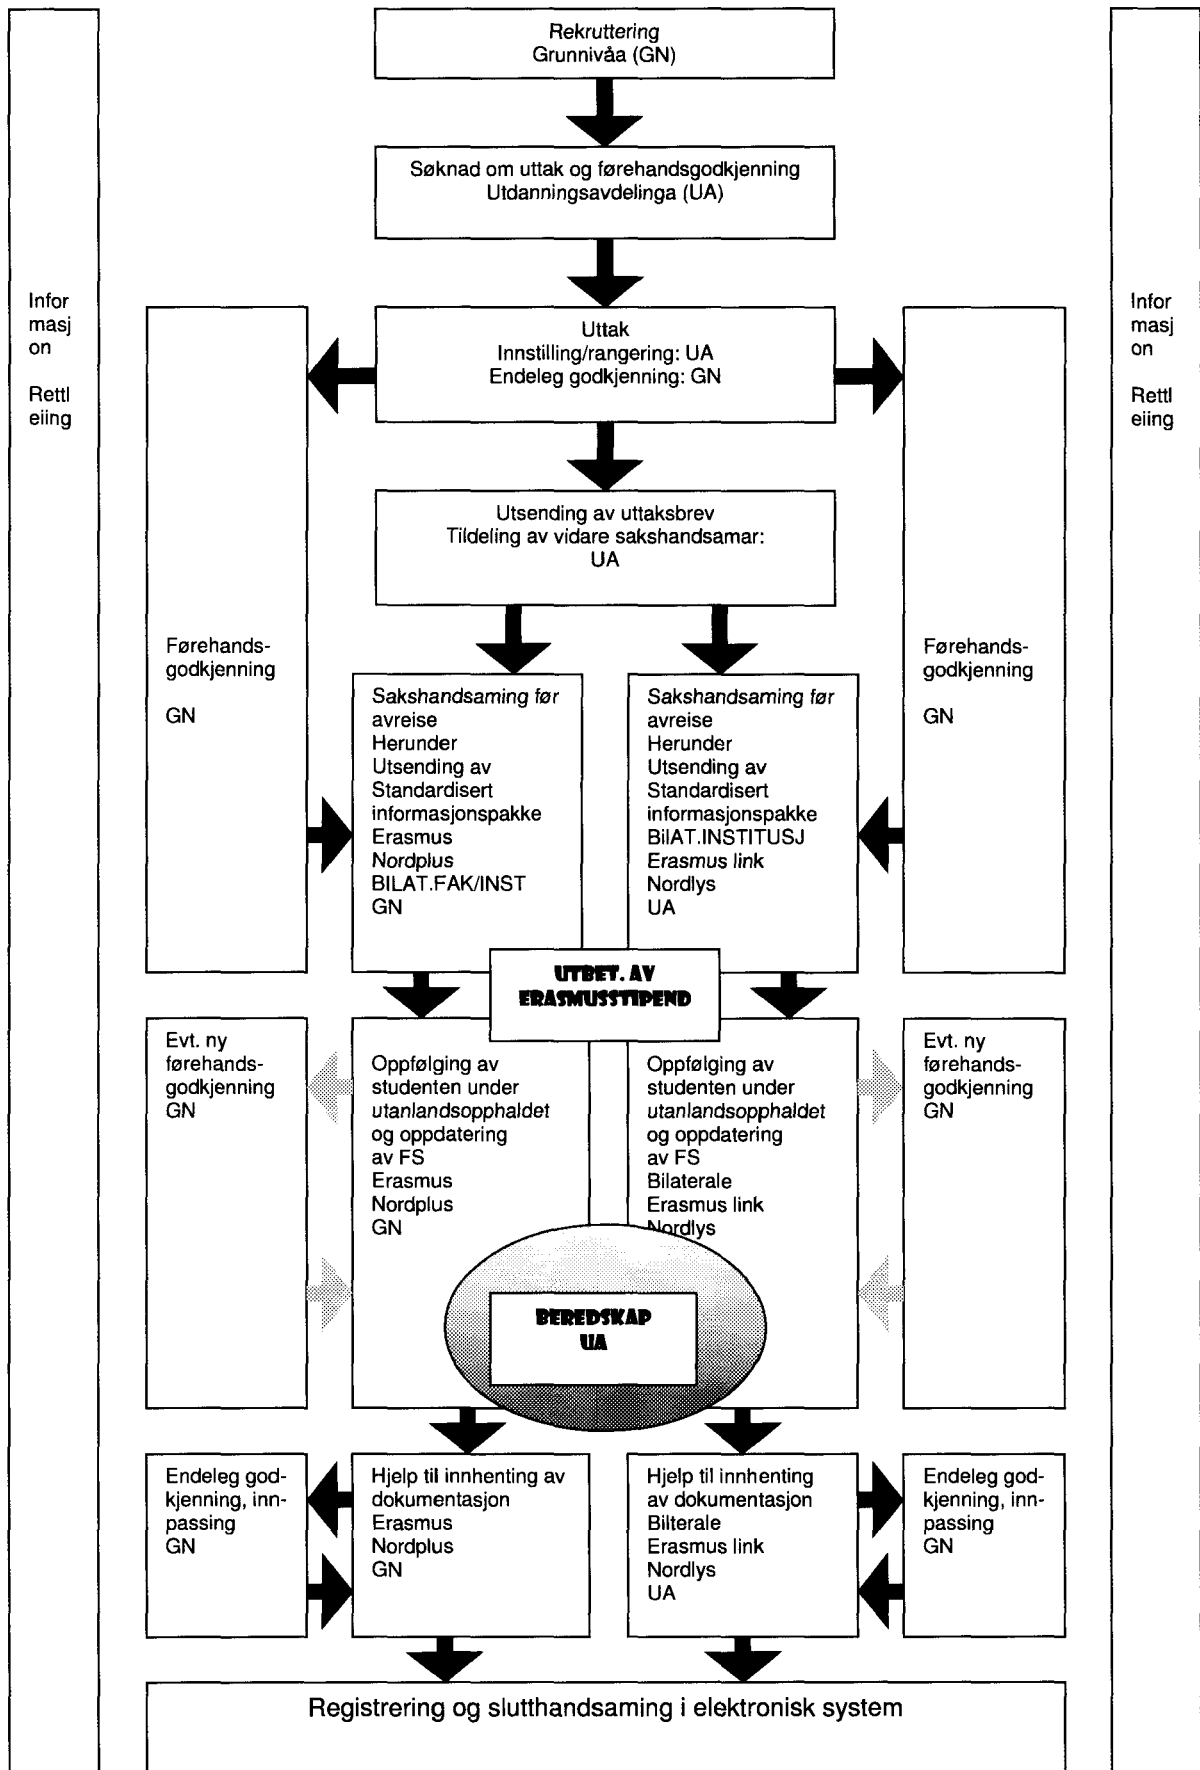 Rekruttering
Grunnivåa (GN)
Søknad om uttak og førehandsgodkjenning
Utdanningsavdelinga (UA)
Infor
masj
on
Rettl
eiing
Uttak
Innstilling/rangering: UA
Endeleg godkjenning: GN
Infor
masj
on
Rettl
eiing
Utsending av uttaksbrev
Tildeling av vidare sakshandsamar:
UA
Førehands-
godkjenning
GN
Sakshandsaming før
avreise
Herunder
Utsending av
Standardisert
informasjonspakke
Erasmus
Nordplus
BILAT.FAK/INST
GN
Sakshandsaming før
avreise
Herunder
Utsending av
Standardisert
informasjonspakke
BilAT.INSTITUSJ
Erasmus link
Nordlys
UA
Førehands-
godkjenning
GN
UTBET. AV
ERASMUSSTIPEND
Evt. ny
førehands-
godkjenning
GN
Oppfølging av
studenten under
utanlandsopphaldet
og oppdatering
av FS
Erasmus
Nordplus
GN
Oppfølging av
studenten under
utanlandsopphaldet
og oppdatering
av FS
Bilaterale
Erasmus link
Nordlys
Evt. ny
førehands-
godkjenning
GN
BEREDSKAP
UA
Endeleg god-
kjenning, inn-
passing
GN
Hjelp til innhenting av
dokumentasjon
Erasmus
Nordplus
GN
Hjelp til innhenting
av dokumentasjon
Bilterale
Erasmus link
Nordlys
UA
Endeleg god-
kjenning, inn-
passing
GN
Registrering og slutthandsaming i elektronisk system